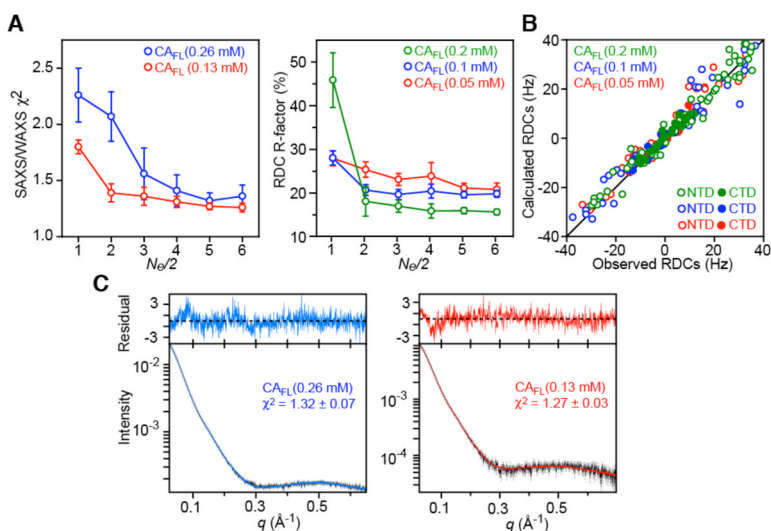 A
B
CA_FL(0.26 mM)
CA_FL(0.13 mM)
SAXS/WAXS χ²
2.5
2.0
1.5
1.0
1 2 3 4 5 6
Ne/2
CA_FL(0.2 mM)
CA_FL(0.1 mM)
CA_FL(0.05 mM)
RDC R-factor (%)
60
50
40
30
20
10
1 2 3 4 5 6
Ne/2
CA_FL(0.2 mM)
CA_FL(0.1 mM)
CA_FL(0.05 mM)
Calculated RDCs (Hz)
40
20
0
-20
-40
NTD CTD
NTD CTD
NTD CTD
-40 -20 0 20 40
Observed RDCs (Hz)
C
Residual
3
-3
Intensity
10⁻²
10⁻³
CA_FL(0.26 mM)
χ² = 1.32 ± 0.07
0.1 0.3 0.5
q (Å⁻¹)
3
-3
10⁻³
10⁻⁴
CA_FL(0.13 mM)
χ² = 1.27 ± 0.03
0.1 0.3 0.5
q (Å⁻¹)